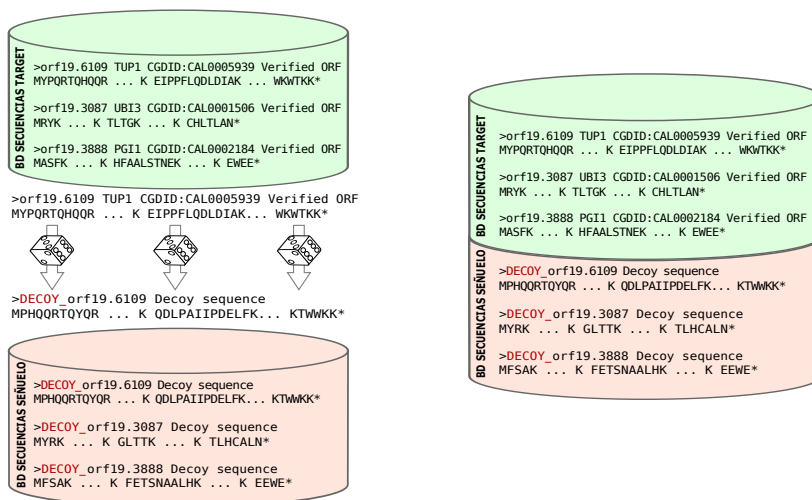 BD SECUENCIAS TARGET
>orf19.6109 TUP1 CGDID:CAL0005939 Verified ORF
MYPQRTQHQQR ... K EIPPFLQDLDIAK ... WKWTKK*
>orf19.3087 UBI3 CGDID:CAL0001506 Verified ORF
MRYK ... K TLTGK ... K CHLTLAN*
>orf19.3888 PGI1 CGDID:CAL0002184 Verified ORF
MASFK ... K HFAALSTNEK ... K EWEE*
>orf19.6109 TUP1 CGDID:CAL0005939 Verified ORF
MYPQRTQHQQR ... K EIPPFLQDLDIAK... WKWTKK*
>DECOY_orf19.6109 Decoy sequence
MPHQQRTQYQR ... K QDLPAIIPDELFK... KTWWKK*
BD SECUENCIAS SEÑUELO
>DECOY_orf19.6109 Decoy sequence
MPHQQRTQYQR ... K QDLPAIIPDELFK... KTWWKK*
>DECOY_orf19.3087 Decoy sequence
MYRK ... K GLTTK ... K TLHCALN*
>DECOY_orf19.3888 Decoy sequence
MFSAK ... K FETSNAALHK ... K EEWE*
BD SECUENCIAS TARGET
>orf19.6109 TUP1 CGDID:CAL0005939 Verified ORF
MYPQRTQHQQR ... K EIPPFLQDLDIAK ... WKWTKK*
>orf19.3087 UBI3 CGDID:CAL0001506 Verified ORF
MRYK ... K TLTGK ... K CHLTLAN*
>orf19.3888 PGI1 CGDID:CAL0002184 Verified ORF
MASFK ... K HFAALSTNEK ... K EWEE*
BD SECUENCIAS SEÑUELO
>DECOY_orf19.6109 Decoy sequence
MPHQQRTQYQR ... K QDLPAIIPDELFK ... KTWWKK*
>DECOY_orf19.3087 Decoy sequence
MYRK ... K GLTTK ... K TLHCALN*
>DECOY_orf19.3888 Decoy sequence
MFSAK ... K FETSNAALHK ... K EEWE*